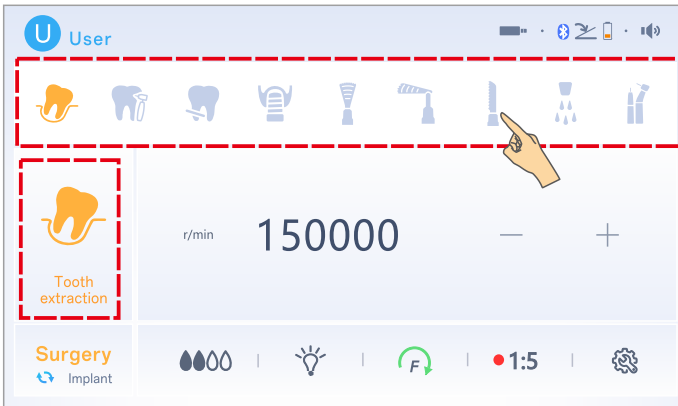 U User
r/min 150000
Tooth
extraction
Surgery
Implant
F
1:5